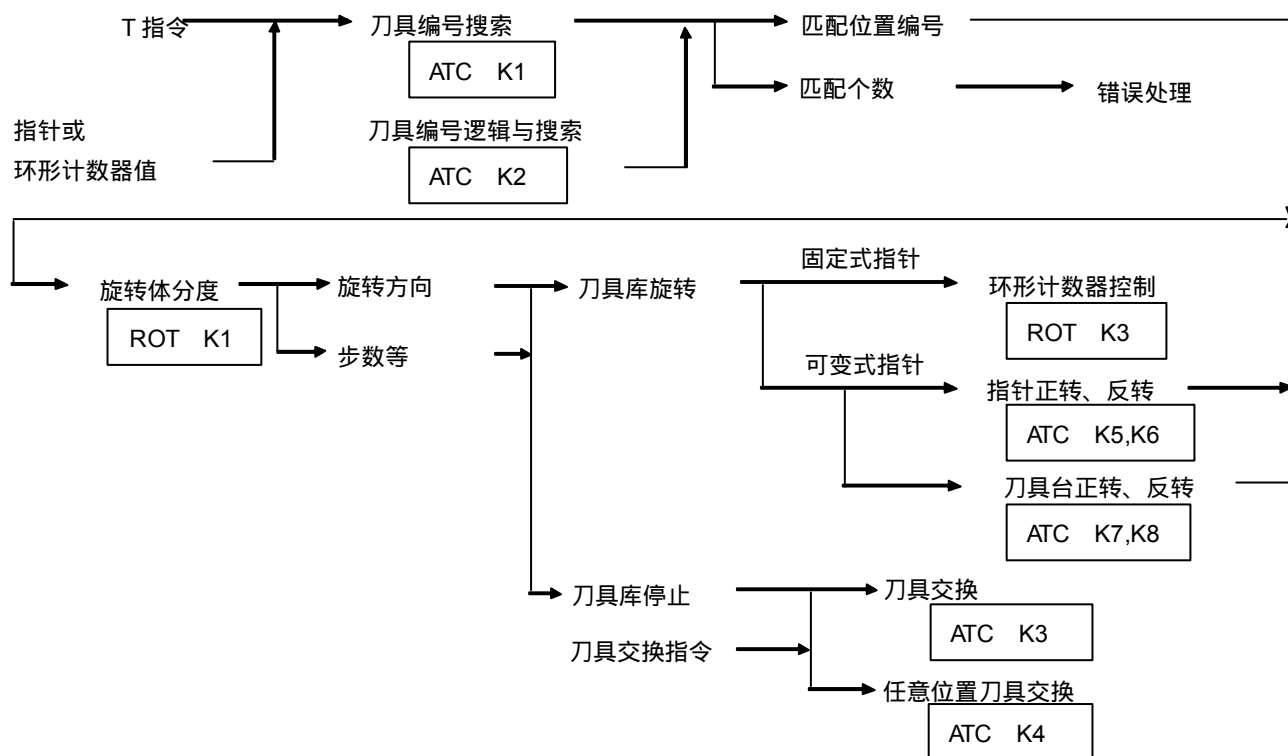 T 指令
刀具编号搜索
匹配位置编号
ATC K1
匹配个数
错误处理
指针或
环形计数器值
刀具编号逻辑与搜索
ATC K2
旋转体分度
ROT K1
旋转方向
步数等
刀具库旋转
固定式指针
环形计数器控制
ROT K3
可变式指针
指针正转、反转
ATC K5,K6
刀具台正转、反转
ATC K7,K8
刀具库停止
刀具交换
ATC K3
刀具交换指令
任意位置刀具交换
ATC K4